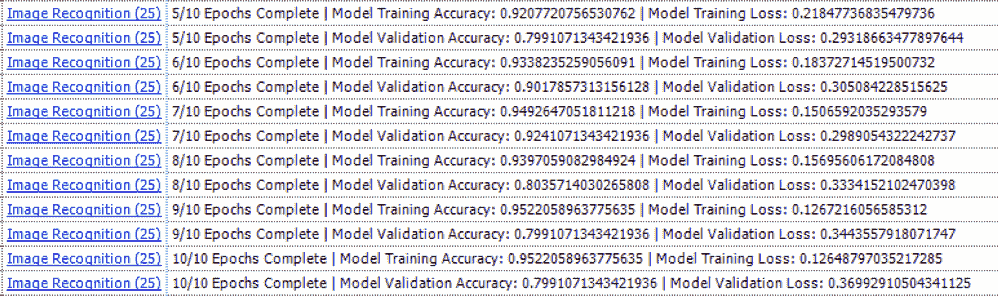 Image Recognition (25) 5/10 Epochs Complete | Model Training Accuracy: 0.9207720756530762 | Model Training Loss: 0.21847736835479736
Image Recognition (25) 5/10 Epochs Complete | Model Validation Accuracy: 0.7991071343421936 | Model Validation Loss: 0.29318663477897644
Image Recognition (25) 6/10 Epochs Complete | Model Training Accuracy: 0.9338235259056091 | Model Training Loss: 0.18372714519500732
Image Recognition (25) 6/10 Epochs Complete | Model Validation Accuracy: 0.9017857313156128 | Model Validation Loss: 0.305084228515625
Image Recognition (25) 7/10 Epochs Complete | Model Training Accuracy: 0.9492647051811218 | Model Training Loss: 0.1506592035293579
Image Recognition (25) 7/10 Epochs Complete | Model Validation Accuracy: 0.9241071343421936 | Model Validation Loss: 0.2989054322242737
Image Recognition (25) 8/10 Epochs Complete | Model Training Accuracy: 0.9397059082984924 | Model Training Loss: 0.15695606172084808
Image Recognition (25) 8/10 Epochs Complete | Model Validation Accuracy: 0.8035714030265808 | Model Validation Loss: 0.3334152102470398
Image Recognition (25) 9/10 Epochs Complete | Model Training Accuracy: 0.9522058963775635 | Model Training Loss: 0.1267216056585312
Image Recognition (25) 9/10 Epochs Complete | Model Validation Accuracy: 0.7991071343421936 | Model Validation Loss: 0.3443557918071747
Image Recognition (25) 10/10 Epochs Complete | Model Training Accuracy: 0.9522058963775635 | Model Training Loss: 0.12648797035217285
Image Recognition (25) 10/10 Epochs Complete | Model Validation Accuracy: 0.7991071343421936 | Model Validation Loss: 0.36992910504341125